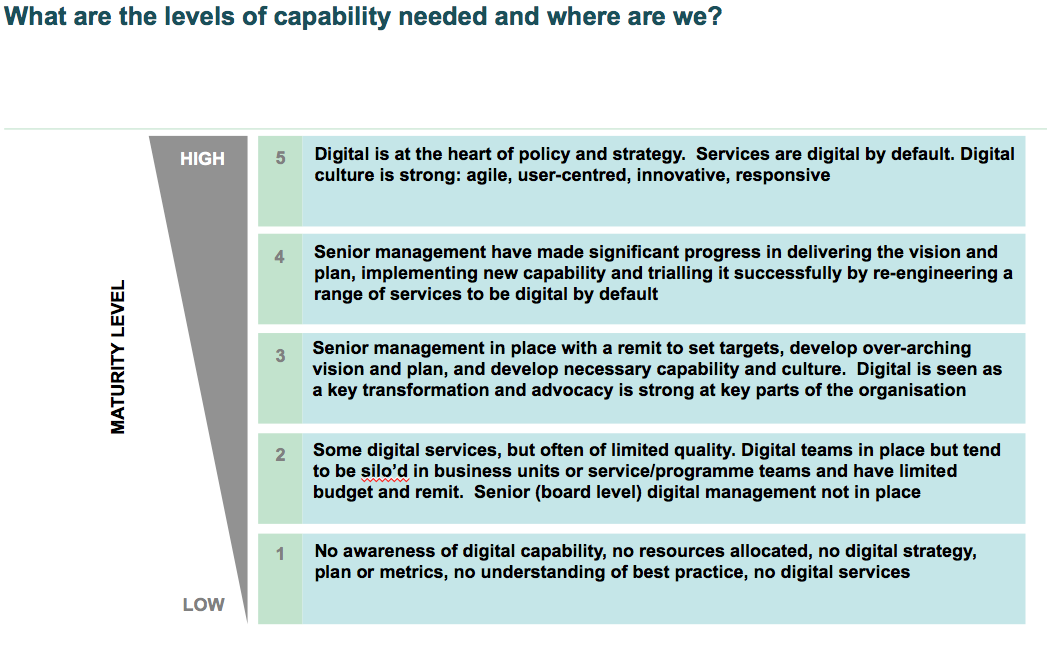 What are the levels of capability needed and where are we?
MATURITY LEVEL
HIGH
5
Digital is at the heart of policy and strategy.  Services are digital by default. Digital
culture is strong: agile, user-centred, innovative, responsive
4
Senior management have made significant progress in delivering the vision and
plan, implementing new capability and trialling it successfully by re-engineering a
range of services to be digital by default
3
Senior management in place with a remit to set targets, develop over-arching
vision and plan, and develop necessary capability and culture.  Digital is seen as
a key transformation and advocacy is strong at key parts of the organisation
2
Some digital services, but often of limited quality. Digital teams in place but tend
to be silo’d in business units or service/programme teams and have limited
budget and remit.  Senior (board level) digital management not in place
1
No awareness of digital capability, no resources allocated, no digital strategy,
plan or metrics, no understanding of best practice, no digital services
LOW